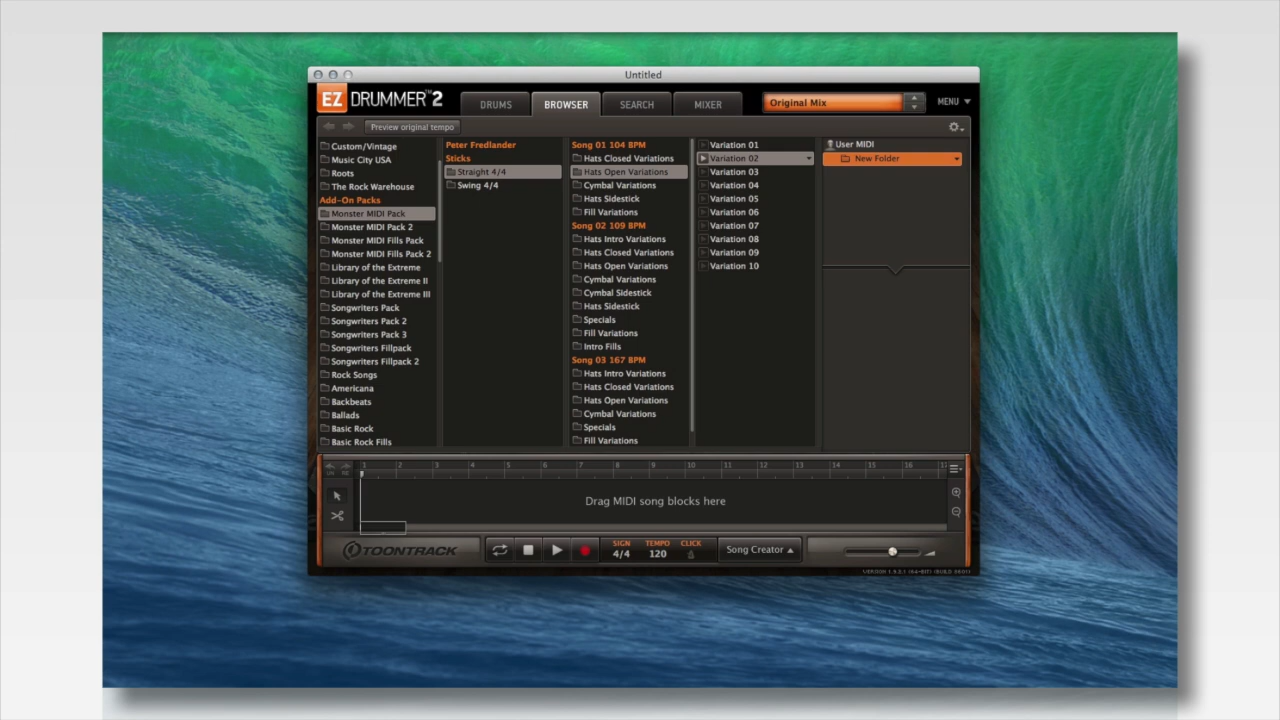 Untitled
EZ DRUMMER™2
DRUMS
BROWSER
SEARCH
MIXER
Original Mix
MENU
Preview original tempo
Custom/Vintage
Music City USA
Roots
The Rock Warehouse
Add-On Packs
Monster MIDI Pack
Monster MIDI Pack 2
Monster MIDI Fills Pack
Monster MIDI Fills Pack 2
Library of the Extreme
Library of the Extreme II
Library of the Extreme III
Songwriters Pack
Songwriters Pack 2
Songwriters Pack 3
Songwriters Fillpack
Songwriters Fillpack 2
Rock Songs
Americana
Backbeats
Ballads
Basic Rock
Basic Rock Fills
Peter Fredlander
Sticks
Straight 4/4
Swing 4/4
Song 01 104 BPM
Hats Closed Variations
Hats Open Variations
Cymbal Variations
Hats Sidestick
Fill Variations
Song 02 109 BPM
Hats Intro Variations
Hats Closed Variations
Hats Open Variations
Cymbal Variations
Cymbal Sidestick
Hats Sidestick
Specials
Fill Variations
Intro Fills
Song 03 167 BPM
Hats Intro Variations
Hats Closed Variations
Hats Open Variations
Cymbal Variations
Specials
Fill Variations
Variation 01
Variation 02
Variation 03
Variation 04
Variation 05
Variation 06
Variation 07
Variation 08
Variation 09
Variation 10
User MIDI
New Folder
1 2 3 4 5 6 7 8 9 10 11 12 13 14 15 16
Drag MIDI song blocks here
TOONTRACK
SIGN
4/4
TEMPO
120
CLICK
Song Creator